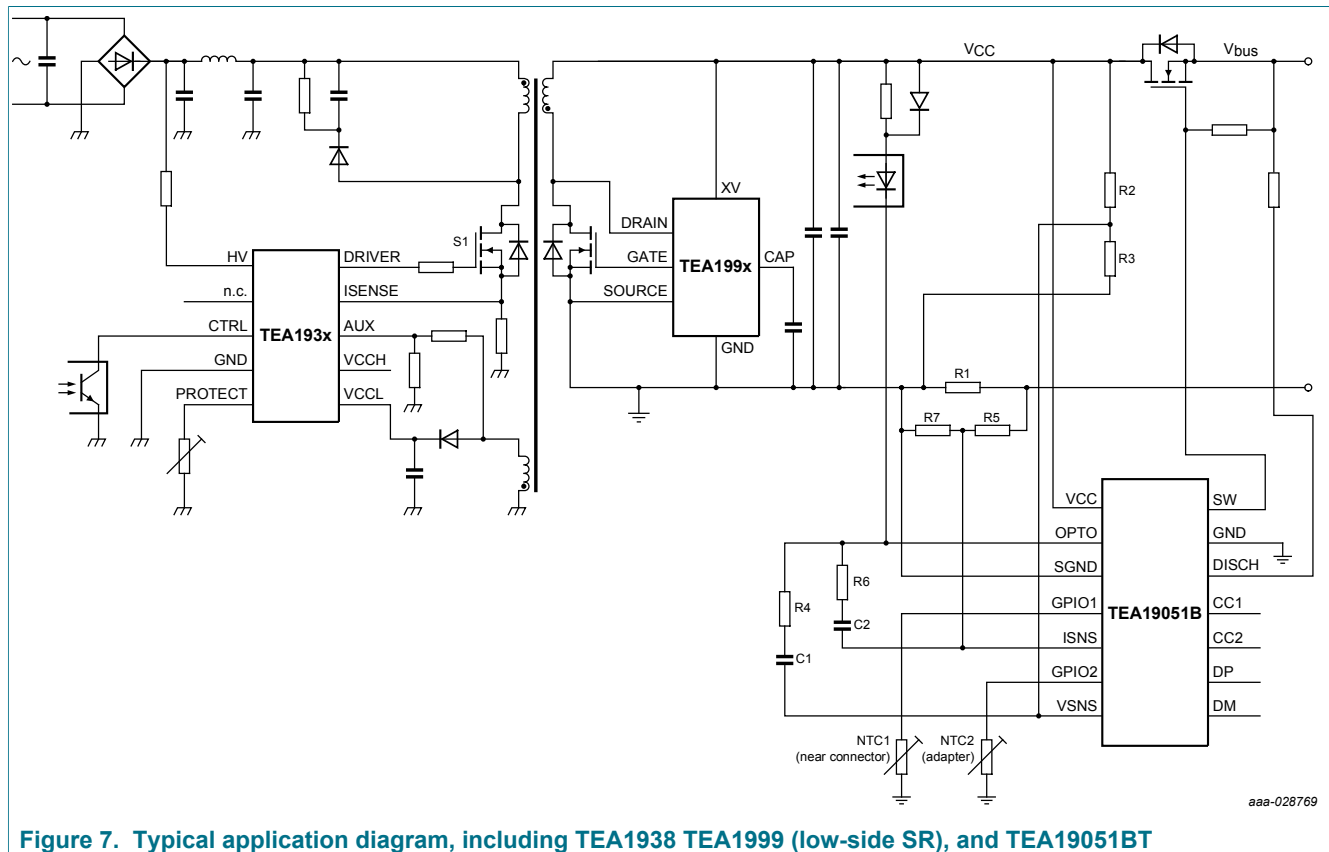 VCC
Vbus
R2
R3
S1
XV
DRAIN
GATE
SOURCE
TEA199x
CAP
GND
HV
n.c.
CTRL
GND
PROTECT
TEA193x
DRIVER
ISENSE
AUX
VCCH
VCCL
R1
R7
R5
VCC
OPTO
SGND
GPIO1
ISNS
GPIO2
VSNS
TEA19051B
SW
GND
DISCH
CC1
CC2
DP
DM
R6
C2
R4
C1
NTC1
(near connector)
NTC2
(adapter)
aaa-028769
Figure 7. Typical application diagram, including TEA1938 TEA1999 (low-side SR), and TEA19051BT